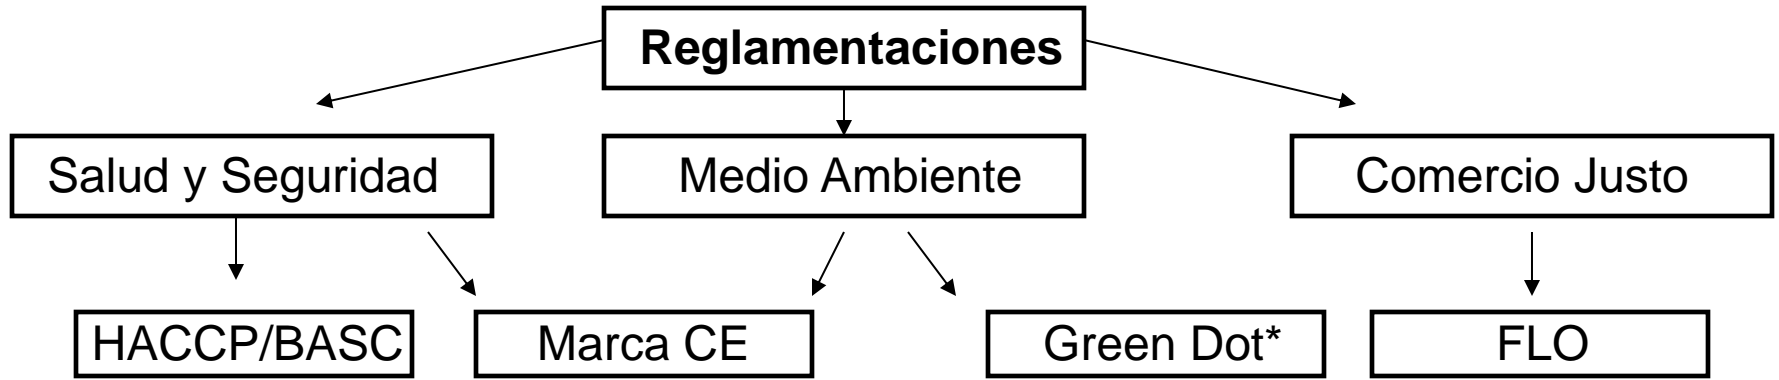 Reglamentaciones
Salud y Seguridad
Medio Ambiente
Comercio Justo
HACCP/BASC
Marca CE
Green Dot*
FLO